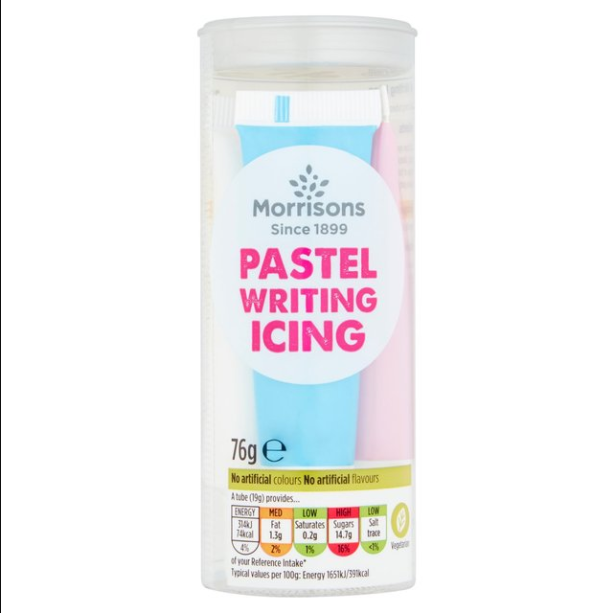 Morrisons
Since 1899
PASTEL
WRITING
ICING
76g ℮
No artificial colours No artificial flavours
A tube (19g) provides...
ENERGY MED LOW HIGH LOW
314kJ Fat Saturates Sugars Salt
74kcal 1.3g 0.2g 14.7g trace
4% 2% 1% 16% <1%
Vegetarian
of your Reference Intake*
Typical values per 100g: Energy 1651kJ/391kcal